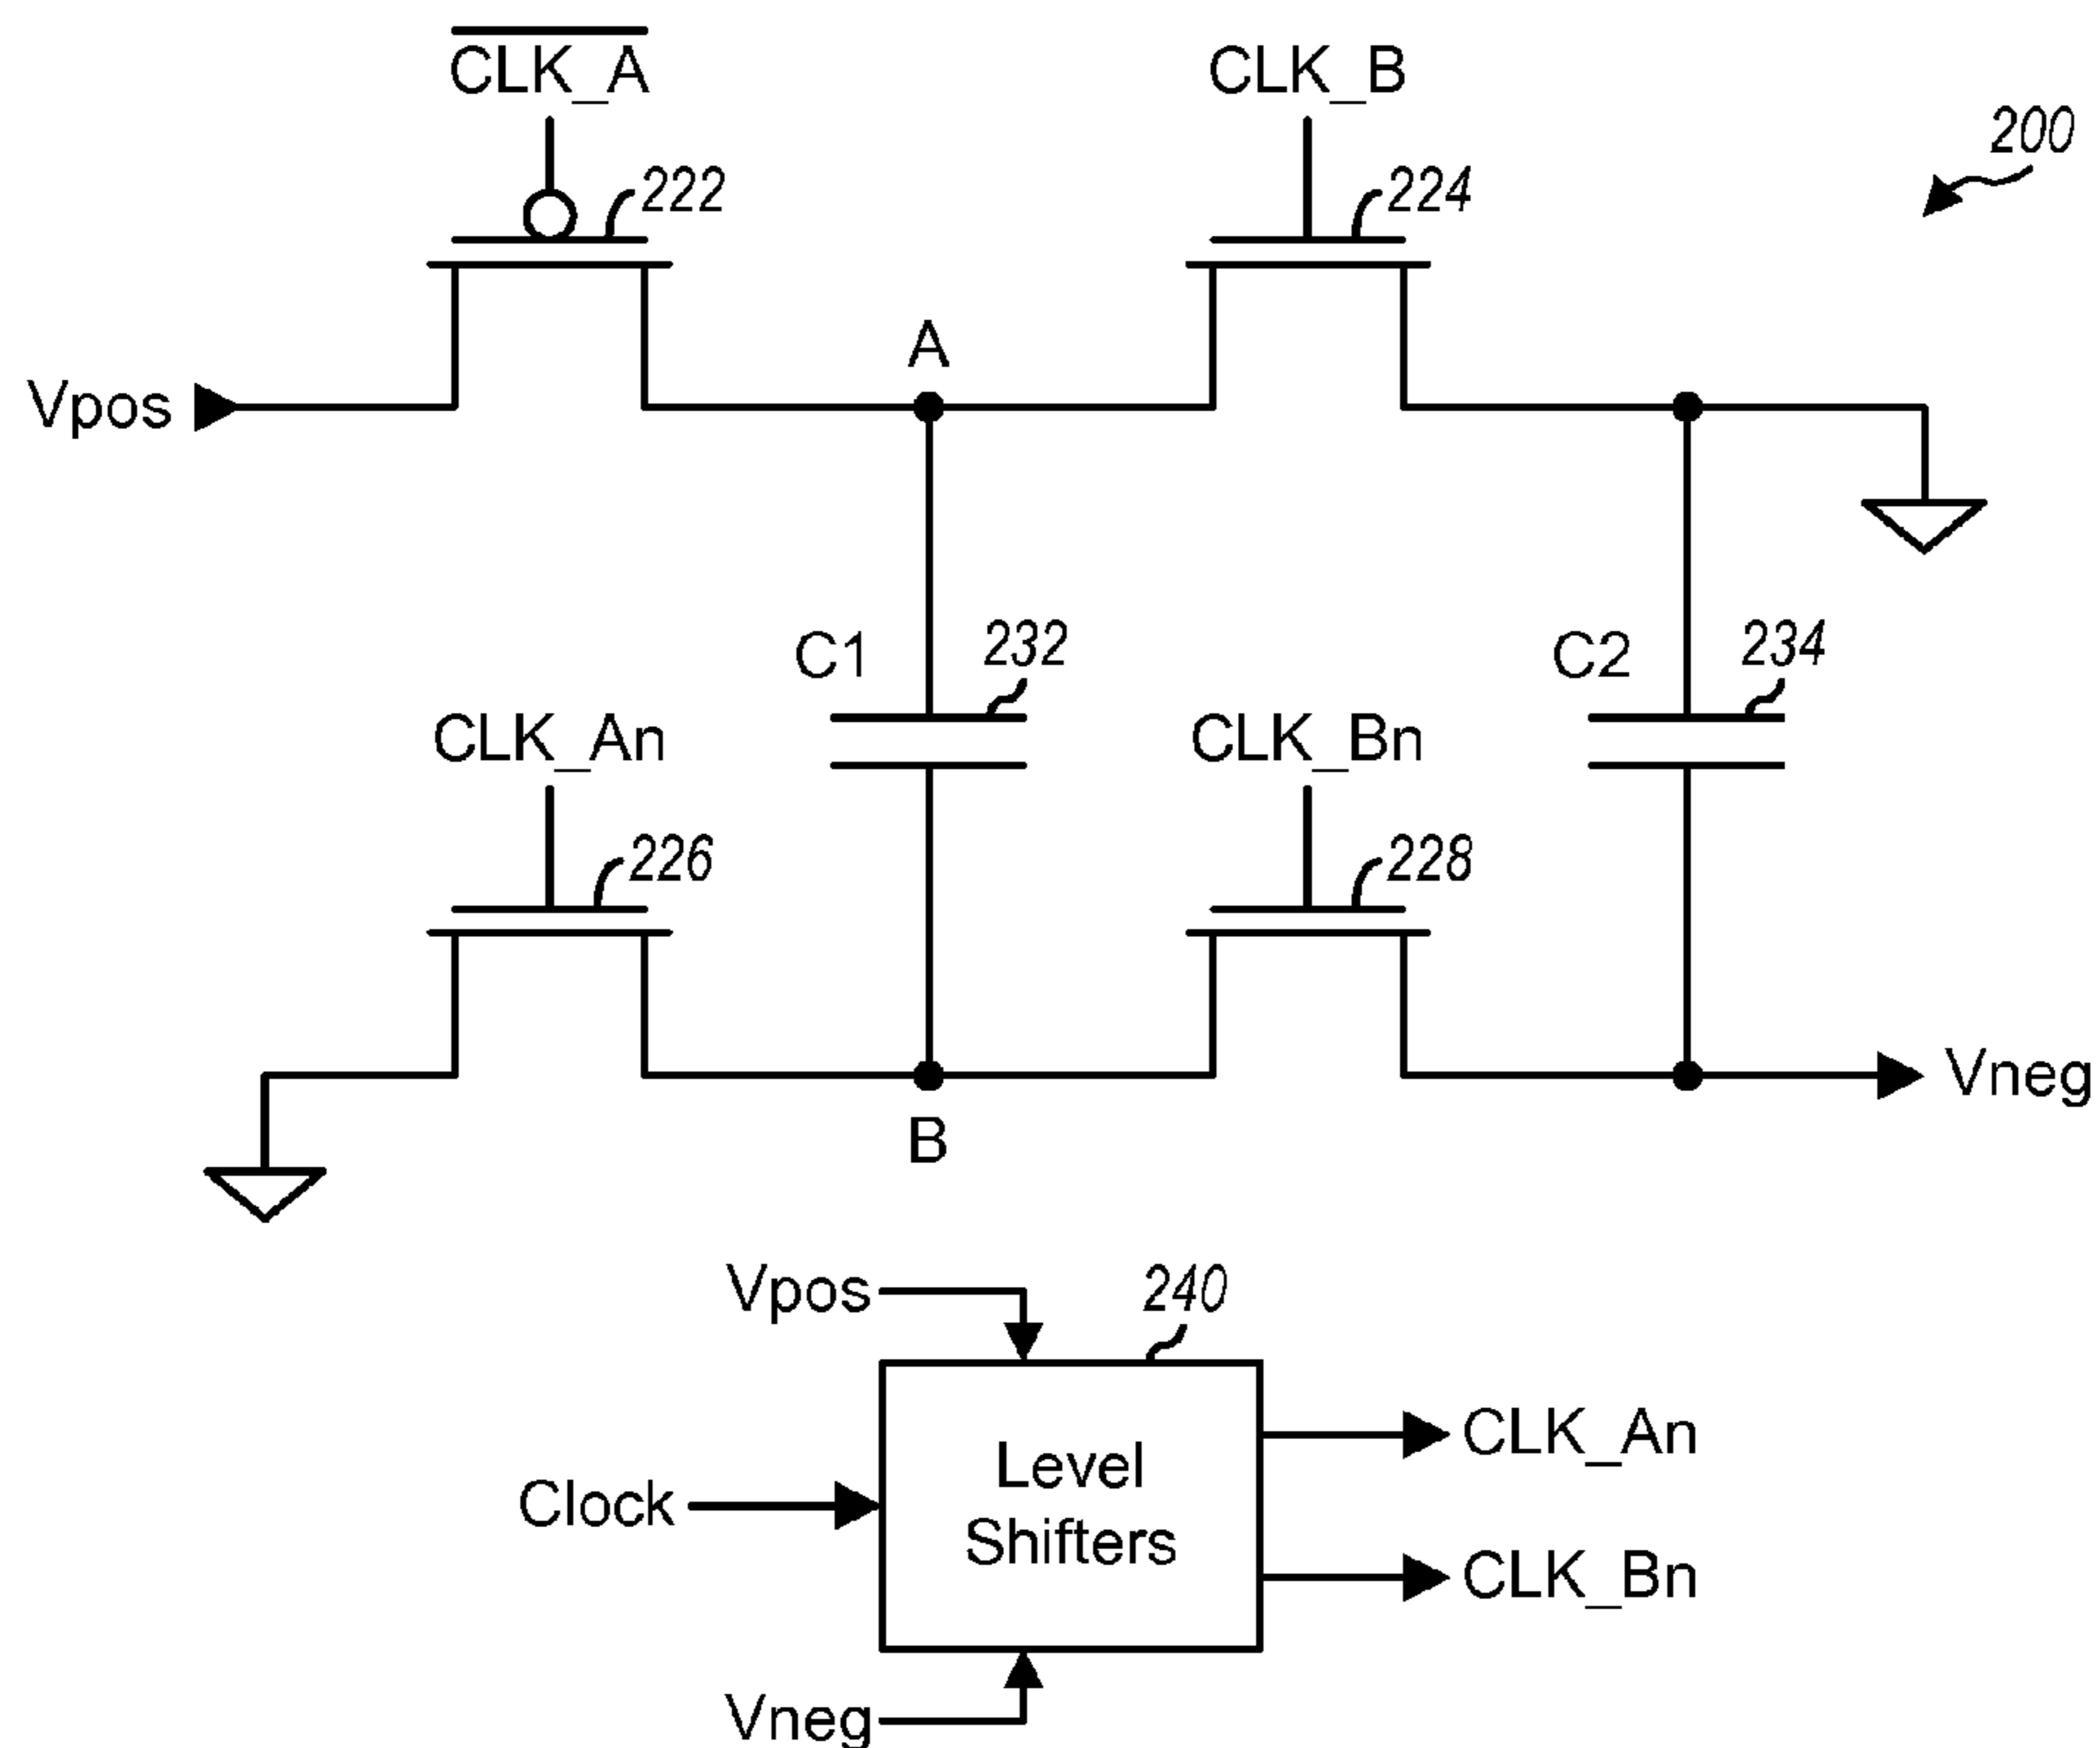 CLK_A
CLK_B
200
222
224
A
Vpos
C1
232
C2
234
CLK_An
CLK_Bn
226
228
Vneg
B
Vpos
240
Level
Shifters
CLK_An
Clock
CLK_Bn
Vneg